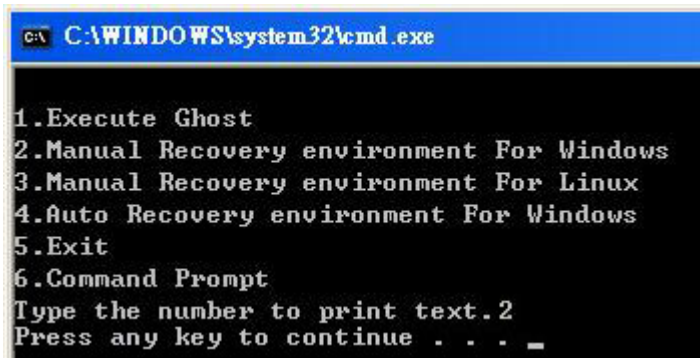 C:\WINDOWS\system32\cmd.exe
1.Execute Ghost
2.Manual Recovery environment For Windows
3.Manual Recovery environment For Linux
4.Auto Recovery environment For Windows
5.Exit
6.Command Prompt
Type the number to print text.2
Press any key to continue . . . _